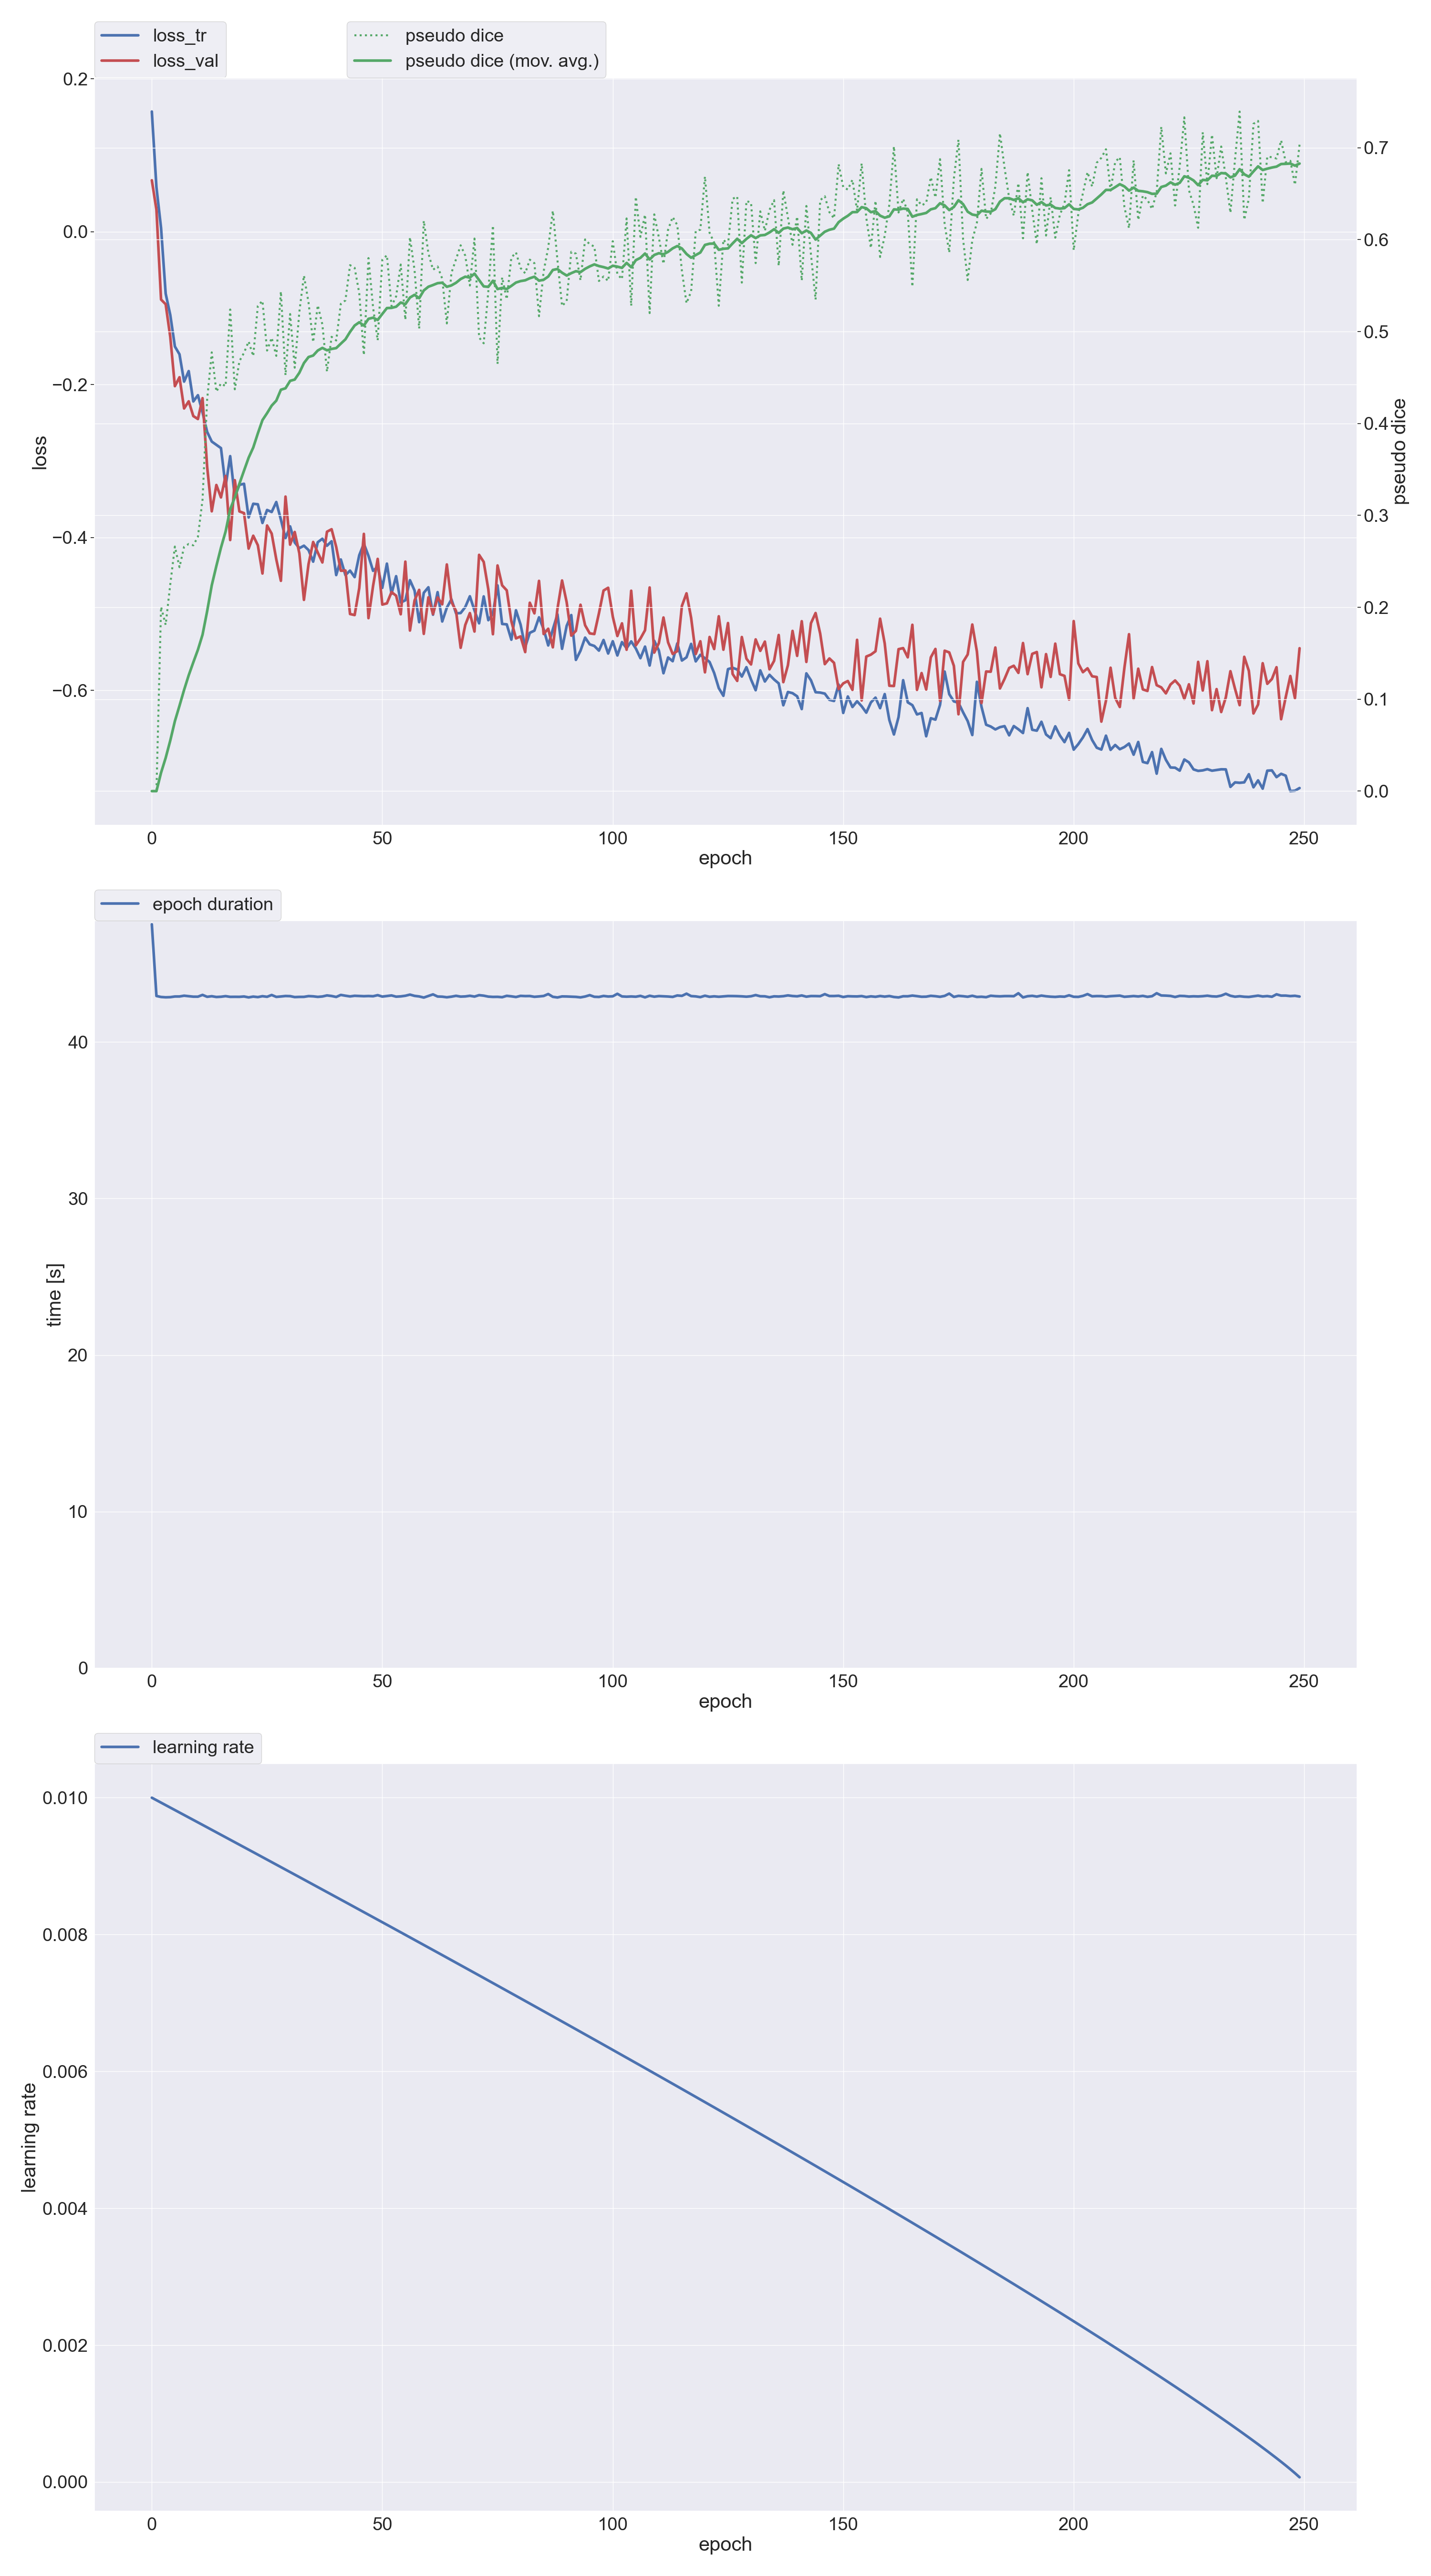 loss_tr
loss_val
pseudo dice
pseudo dice (mov. avg.)
0.2
0.0
−0.2
−0.4
−0.6
loss
0.7
0.6
0.5
0.4
0.3
0.2
0.1
0.0
pseudo dice
0 50 100 150 200 250
epoch
epoch duration
40
30
20
10
0
time [s]
0 50 100 150 200 250
epoch
learning rate
0.010
0.008
0.006
0.004
0.002
0.000
learning rate
0 50 100 150 200 250
epoch